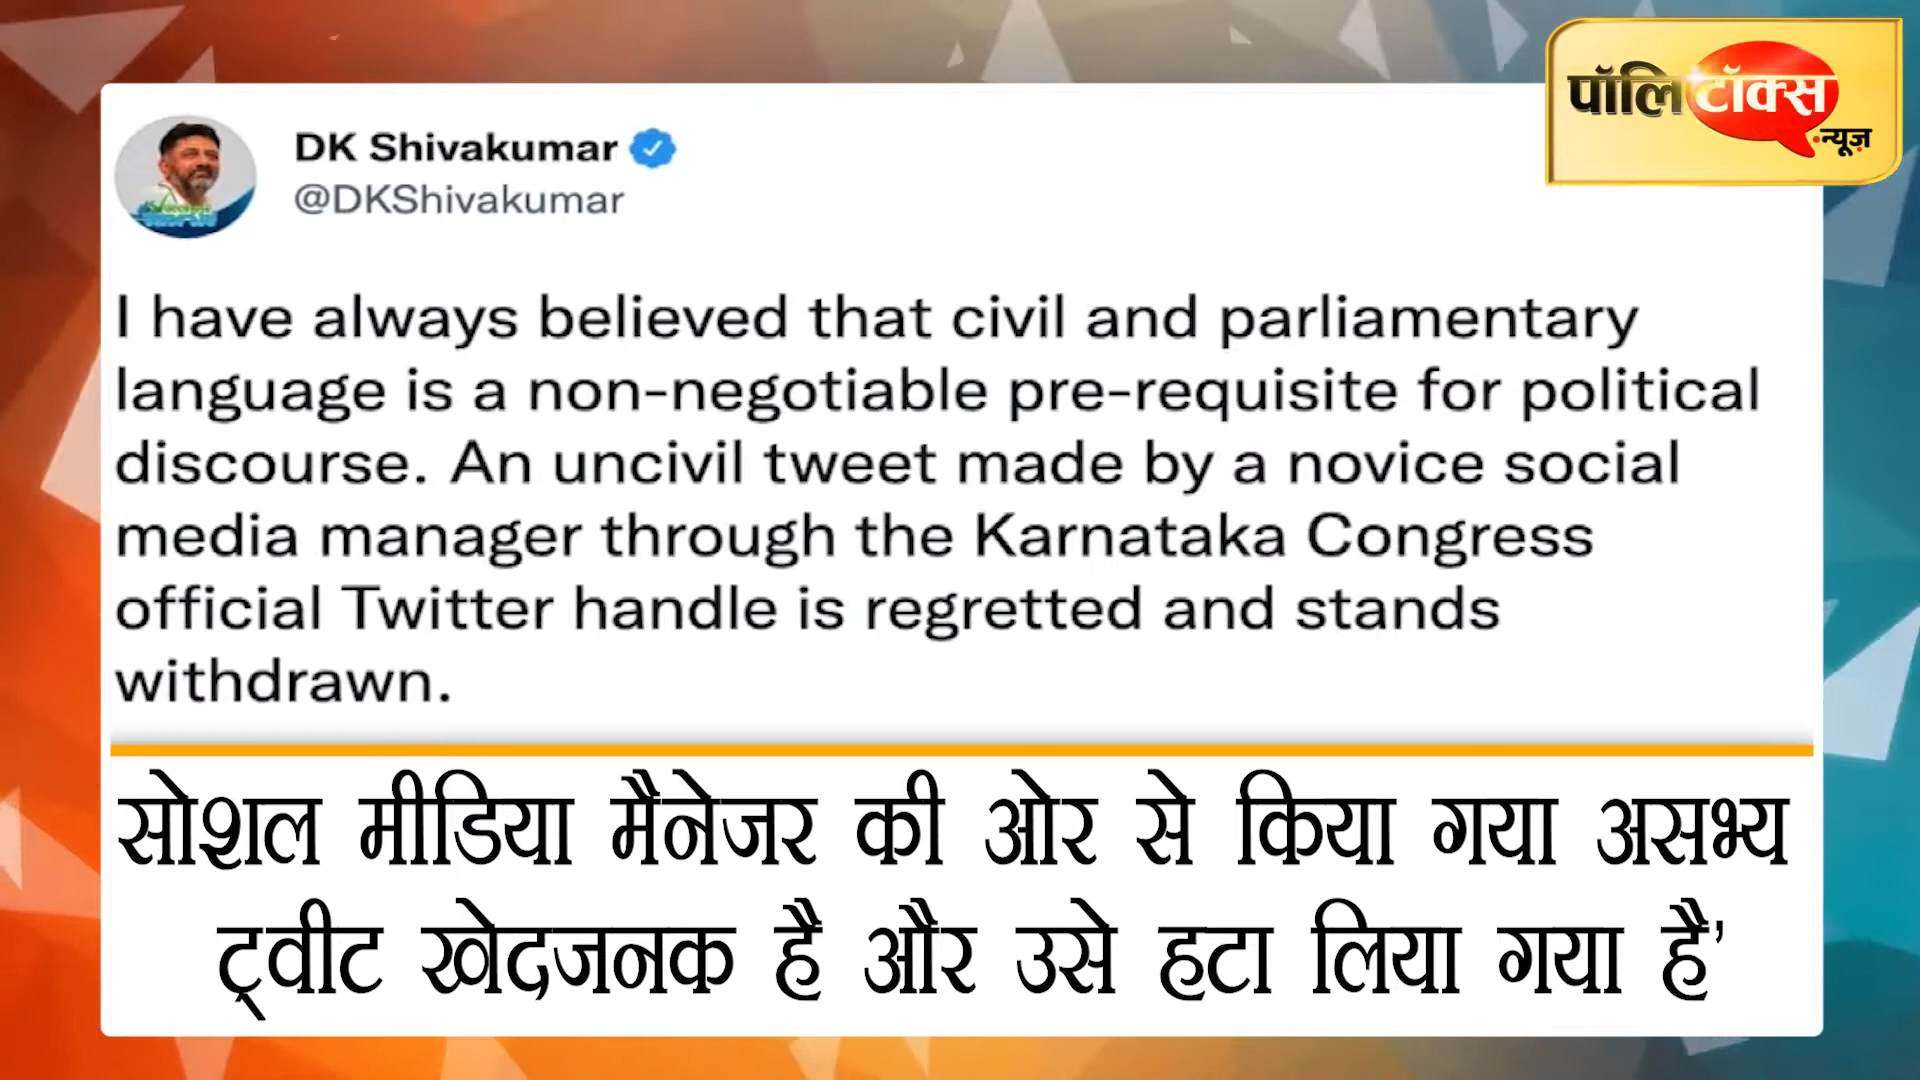 पॉलिटॉक्स
न्यूज़
DK Shivakumar
@DKShivakumar
I have always believed that civil and parliamentary
language is a non-negotiable pre-requisite for political
discourse. An uncivil tweet made by a novice social
media manager through the Karnataka Congress
official Twitter handle is regretted and stands
withdrawn.
सोशल मीडिया मैनेजर की ओर से किया गया असभ्य
ट्वीट खेदजनक है और उसे हटा लिया गया है’